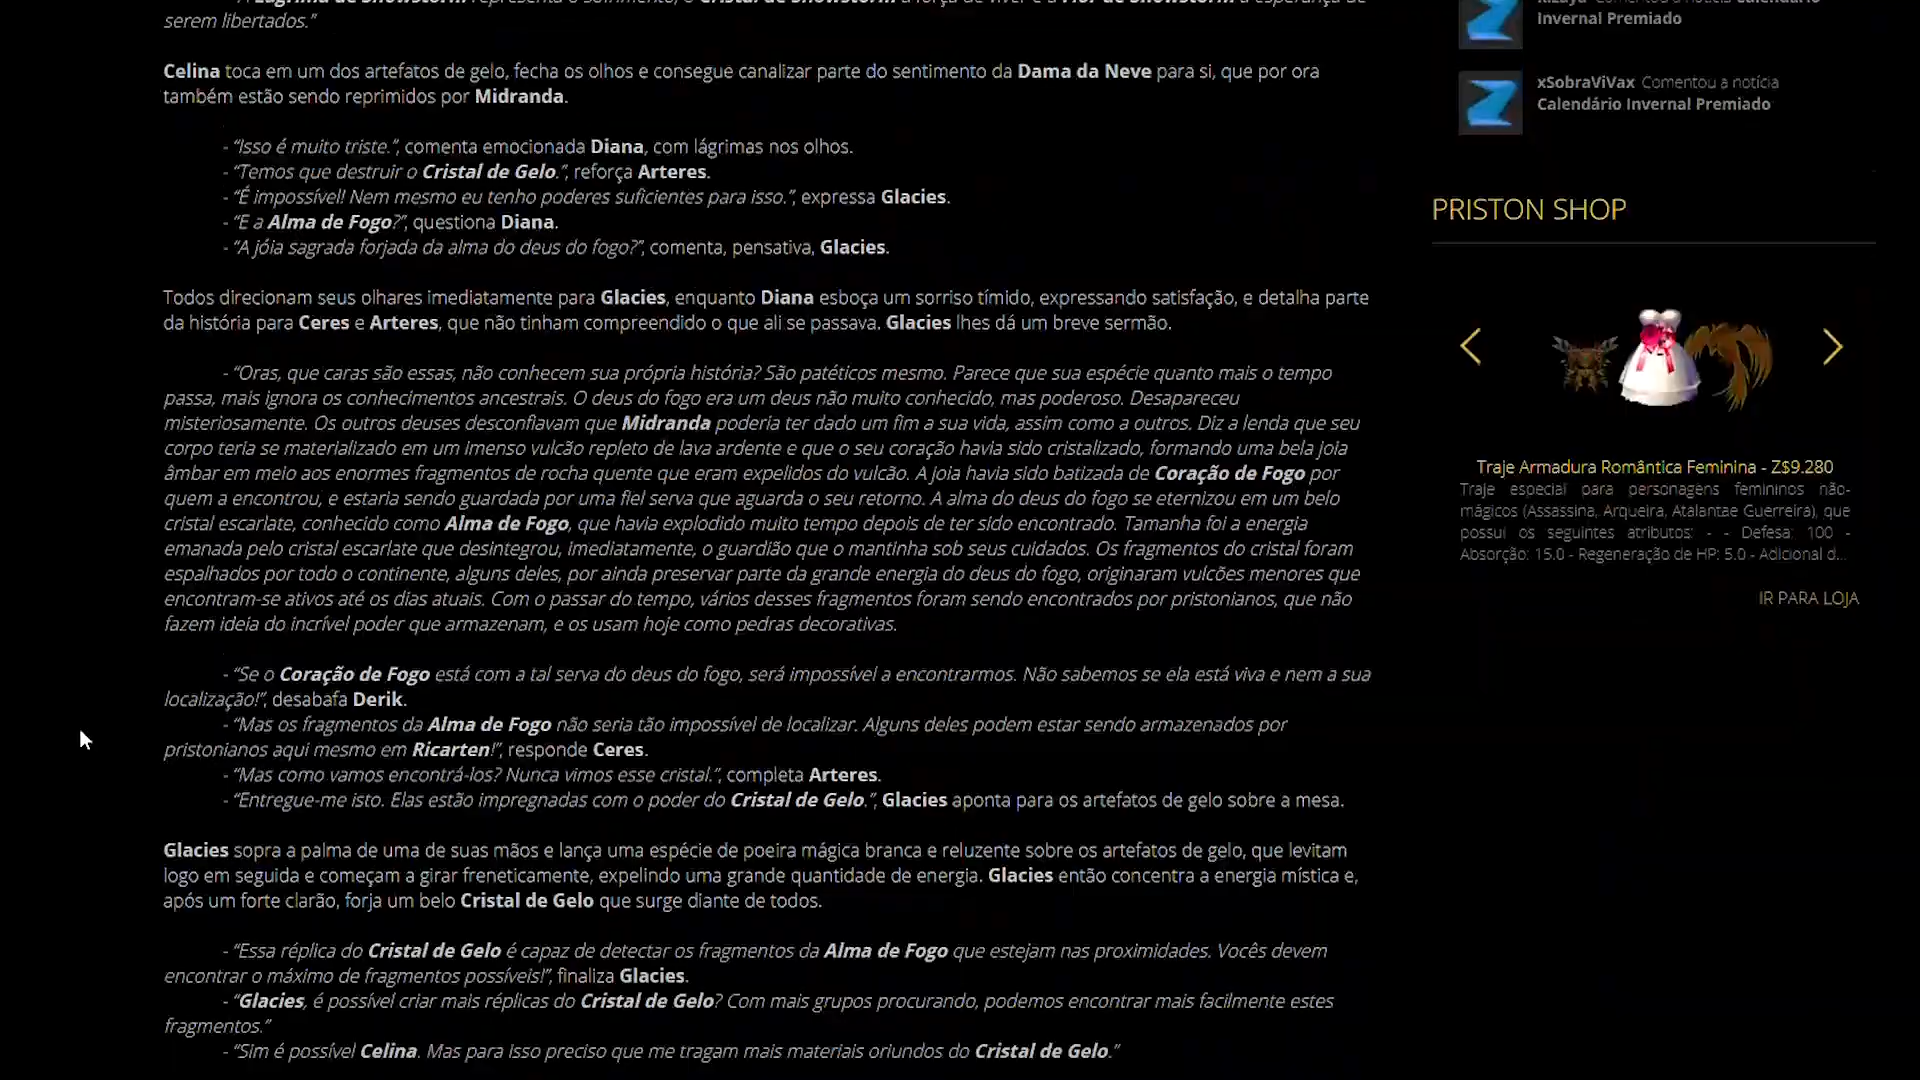 "A Lágrima de Snowstorm representa o sofrimento, o Cristal de Snowstorm a força de viver e a Flor de Snowstorm a esperança de
serem libertados."
Celina toca em um dos artefatos de gelo, fecha os olhos e consegue canalizar parte do sentimento da Dama da Neve para si, que por ora
também estão sendo reprimidos por Midranda.
- "Isso é muito triste.", comenta emocionada Diana, com lágrimas nos olhos.
- "Temos que destruir o Cristal de Gelo.", reforça Arteres.
- "É impossível! Nem mesmo eu tenho poderes suficientes para isso.", expressa Glacies.
- "E a Alma de Fogo?", questiona Diana.
- "A jóia sagrada forjada da alma do deus do fogo?", comenta, pensativa, Glacies.
Todos direcionam seus olhares imediatamente para Glacies, enquanto Diana esboça um sorriso tímido, expressando satisfação, e detalha parte
da história para Ceres e Arteres, que não tinham compreendido o que ali se passava. Glacies lhes dá um breve sermão.
- "Oras, que caras são essas, não conhecem sua própria história? São patéticos mesmo. Parece que sua espécie quanto mais o tempo
passa, mais ignora os conhecimentos ancestrais. O deus do fogo era um deus não muito conhecido, mas poderoso. Desapareceu
misteriosamente. Os outros deuses desconfiavam que Midranda poderia ter dado um fim a sua vida, assim como a outros. Diz a lenda que seu
corpo teria se materializado em um imenso vulcão repleto de lava ardente e que o seu coração havia sido cristalizado, formando uma bela joia
âmbar em meio aos enormes fragmentos de rocha quente que eram expelidos do vulcão. A joia havia sido batizada de Coração de Fogo por
quem a encontrou, e estaria sendo guardada por uma fiel serva que aguarda o seu retorno. A alma do deus do fogo se eternizou em um belo
cristal escarlate, conhecido como Alma de Fogo, que havia explodido muito tempo depois de ter sido encontrado. Tamanha foi a energia
emanada pelo cristal escarlate que desintegrou, imediatamente, o guardião que o mantinha sob seus cuidados. Os fragmentos do cristal foram
espalhados por todo o continente, alguns deles, por ainda preservar parte da grande energia do deus do fogo, originaram vulcões menores que
encontram-se ativos até os dias atuais. Com o passar do tempo, vários desses fragmentos foram sendo encontrados por pristonianos, que não
fazem ideia do incrível poder que armazenam, e os usam hoje como pedras decorativas.
- "Se o Coração de Fogo está com a tal serva do deus do fogo, será impossível a encontrarmos. Não sabemos se ela está viva e nem a sua
localização!", desabafa Derik.
- "Mas os fragmentos da Alma de Fogo não seria tão impossível de localizar. Alguns deles podem estar sendo armazenados por
pristonianos aqui mesmo em Ricarten!", responde Ceres.
- "Mas como vamos encontrá-los? Nunca vimos esse cristal.", completa Arteres.
- "Entregue-me isto. Elas estão impregnadas com o poder do Cristal de Gelo.", Glacies aponta para os artefatos de gelo sobre a mesa.
Glacies sopra a palma de uma de suas mãos e lança uma espécie de poeira mágica branca e reluzente sobre os artefatos de gelo, que levitam
logo em seguida e começam a girar freneticamente, expelindo uma grande quantidade de energia. Glacies então concentra a energia mística e,
após um forte clarão, forja um belo Cristal de Gelo que surge diante de todos.
- "Essa réplica do Cristal de Gelo é capaz de detectar os fragmentos da Alma de Fogo que estejam nas proximidades. Vocês devem
encontrar o máximo de fragmentos possíveis!", finaliza Glacies.
- "Glacies, é possível criar mais réplicas do Cristal de Gelo? Com mais grupos procurando, podemos encontrar mais facilmente estes
fragmentos."
- "Sim é possível Celina. Mas para isso preciso que me tragam mais materiais oriundos do Cristal de Gelo."
Comentou a notícia Calendário
Invernal Premiado
xSobraViVax Comentou a notícia
Calendário Invernal Premiado
PRISTON SHOP
Traje Armadura Romântica Feminina - Z$9.280
Traje especial para personagens femininos não-
mágicos (Assassina, Arqueira, Atalantae Guerreira), que
possui os seguintes atributos: - - Defesa: 100 -
Absorção: 15.0 - Regeneração de HP: 5.0 - Adicional d...
IR PARA LOJA